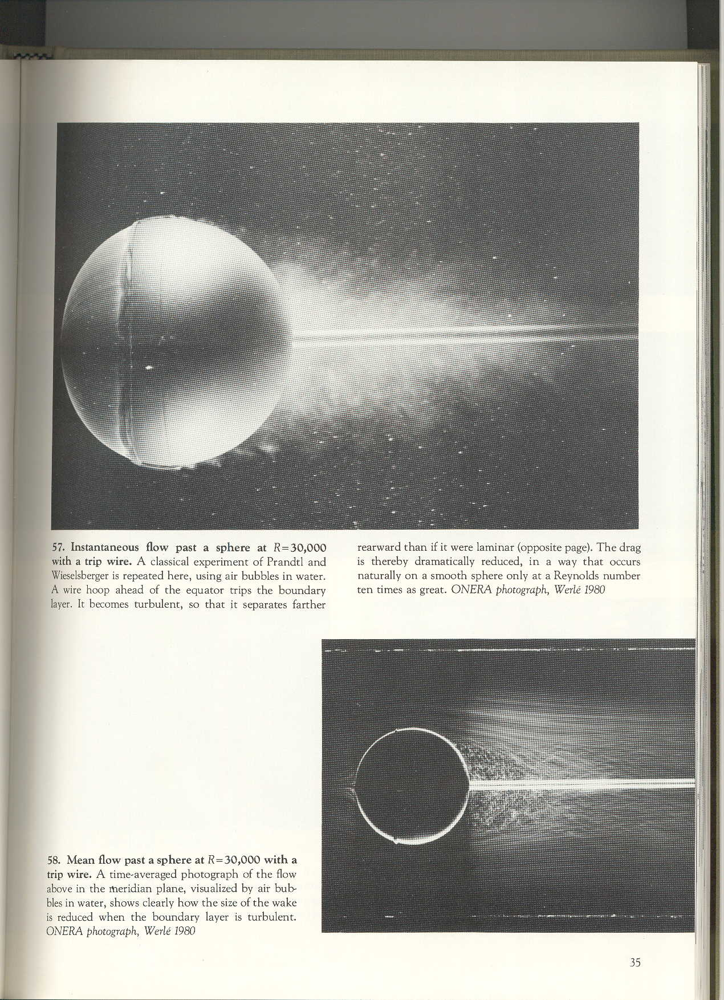 57. Instantaneous flow past a sphere at R=30,000
with a trip wire. A classical experiment of Prandtl and
Wieselsberger is repeated here, using air bubbles in water.
A wire hoop ahead of the equator trips the boundary
layer. It becomes turbulent, so that it separates farther
rearward than if it were laminar (opposite page). The drag
is thereby dramatically reduced, in a way that occurs
naturally on a smooth sphere only at a Reynolds number
ten times as great. ONERA photograph, Werlé 1980
58. Mean flow past a sphere at R=30,000 with a
trip wire. A time-averaged photograph of the flow
above in the meridian plane, visualized by air bub-
bles in water, shows clearly how the size of the wake
is reduced when the boundary layer is turbulent.
ONERA photograph, Werlé 1980
35